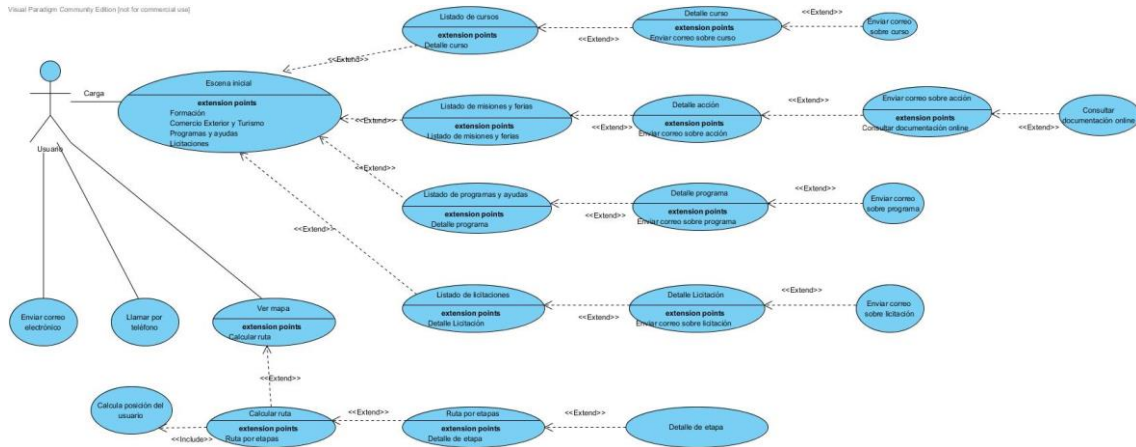 Visual Paradigm Community Edition [not for commercial use]
Listado de cursos
extension points
Detalle curso
<<Extend>>
Detalle curso
extension points
Enviar correo sobre curso
<<Extend>>
Enviar correo
sobre curso
<<Extend>>
Usuario
Carga
Escena inicial
extension points
Formación
Comercio Exterior y Turismo
Programas y ayudas
Licitaciones
<<Extend>>
Listado de misiones y ferias
extension points
Listado de misiones y ferias
<<Extend>>
Detalle acción
extension points
Enviar correo sobre acción
<<Extend>>
Enviar correo sobre acción
extension points
Consultar documentación online
<<Extend>>
Consultar
documentación online
<<Extend>>
Listado de programas y ayudas
extension points
Detalle programa
<<Extend>>
Detalle programa
extension points
Enviar correo sobre programa
<<Extend>>
Enviar correo
sobre programa
<<Extend>>
Listado de licitaciones
extension points
Detalle Licitación
<<Extend>>
Detalle Licitación
extension points
Enviar correo sobre licitación
<<Extend>>
Enviar correo
sobre licitación
Enviar correo
electrónico
Llamar por
teléfono
Ver mapa
extension points
Calcular ruta
<<Extend>>
Calcula posición del
usuario
<<Include>>
Calcular ruta
extension points
Ruta por etapas
<<Extend>>
Ruta por etapas
extension points
Detalle de etapa
<<Extend>>
Detalle de etapa